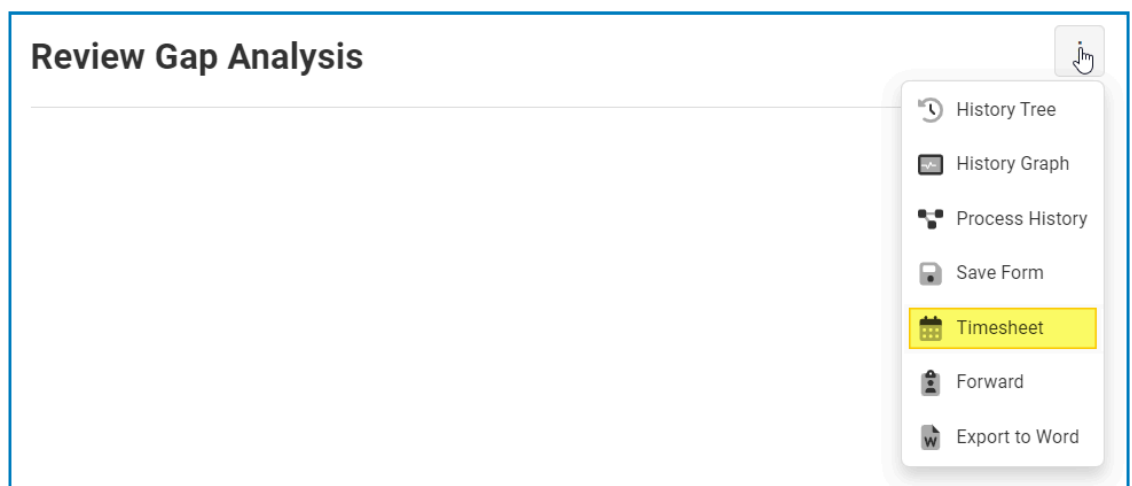 Review Gap Analysis
History Tree
History Graph
Process History
Save Form
Timesheet
Forward
Export to Word